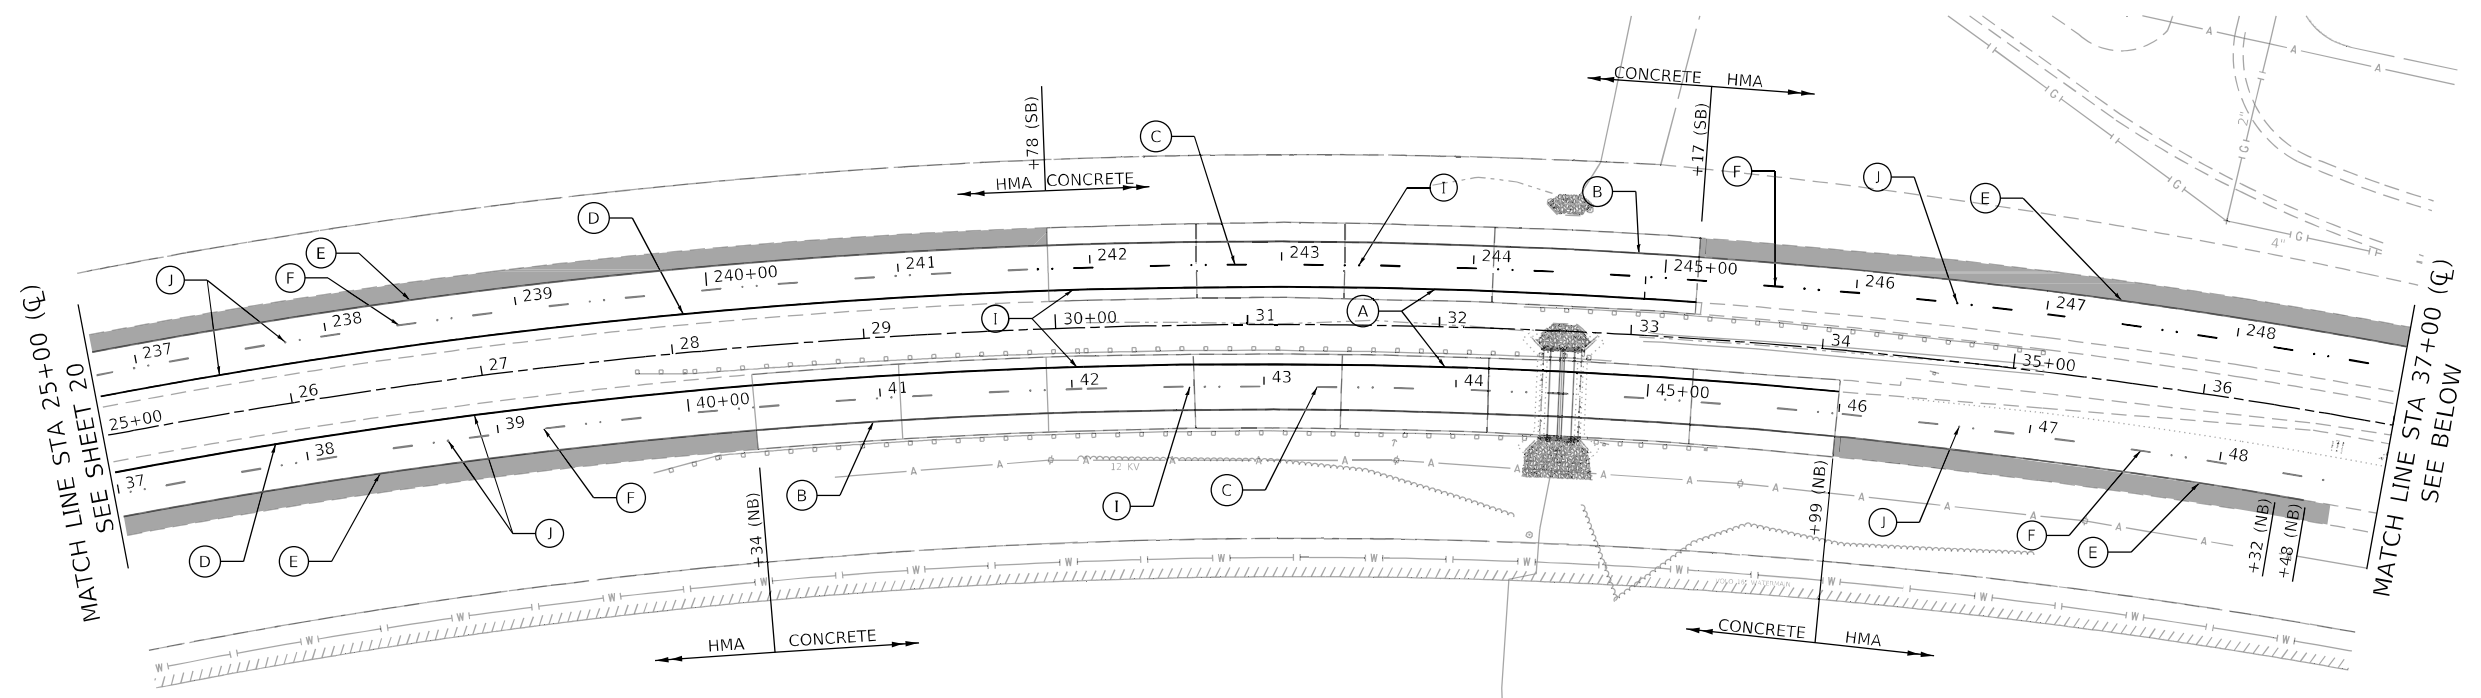 CONCRETE HMA
+78 (SB)
+17 (SB)
HMA CONCRETE
C
I
B
F
J
E
D
E
F
J
237
238
239
240+00
241
242
243
244
245+00
246
247
248
I
A
25+00
26
27
28
29
30+00
31
32
33
34
35+00
36
37
38
39
40+00
41
42
43
44
45+00
46
47
48
D
E
J
F
B
I
C
J
F
E
+34 (NB)
+99 (NB)
+32 (NB)
+48 (NB)
HMA CONCRETE
CONCRETE HMA
MATCH LINE STA 25+00 (℄)
SEE SHEET 20
MATCH LINE STA 37+00 (℄)
SEE BELOW
12 KV
A A A
G G G G G
2"
4"
A A A A A A A A A A A A
W W W W W W W W W W W W W W W